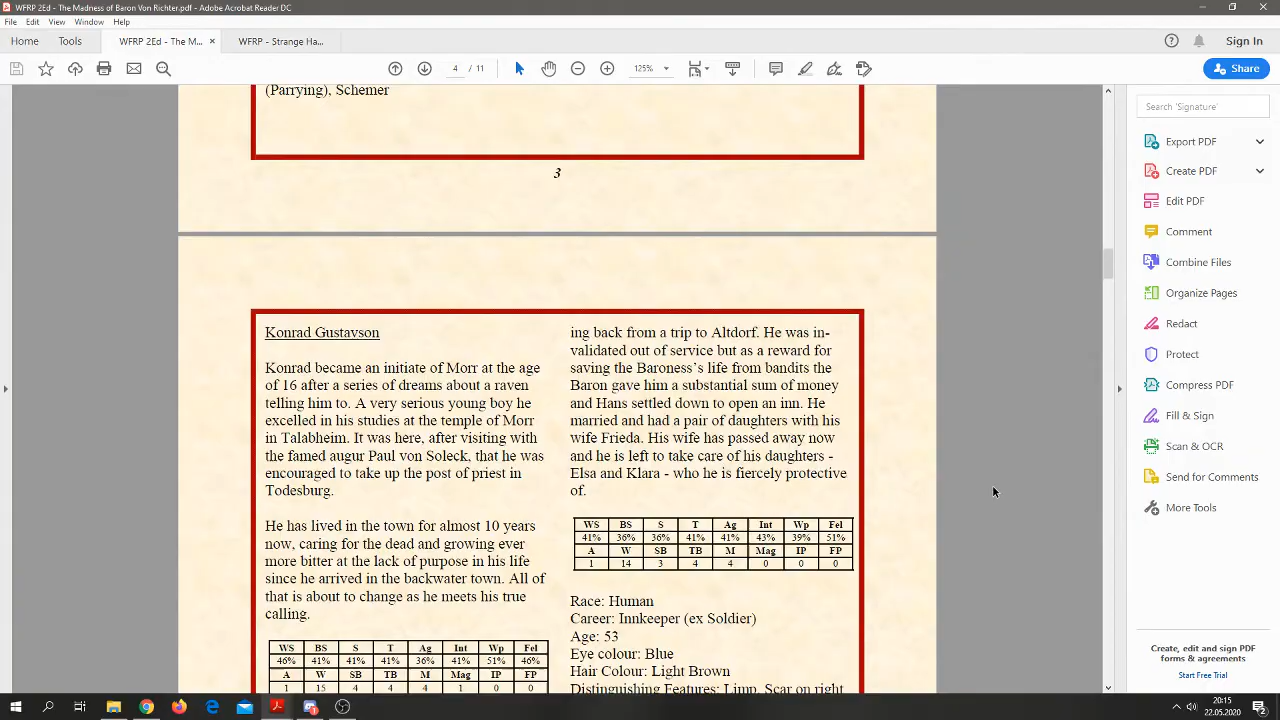 WFRP 2Ed - The Madness of Baron Von Richter.pdf - Adobe Acrobat Reader DC
File Edit View Window Help
Home Tools WFRP 2Ed - The M... × WFRP - Strange Ha... Sign In
4 / 11 125% Share
(Parrying), Schemer
3
Konrad Gustavson
Konrad became an initiate of Morr at the age
of 16 after a series of dreams about a raven
telling him to. A very serious young boy he
excelled in his studies at the temple of Morr
in Talabheim. It was here, after visiting with
the famed augur Paul von Soleck, that he was
encouraged to take up the post of priest in
Todesburg.
He has lived in the town for almost 10 years
now, caring for the dead and growing ever
more bitter at the lack of purpose in his life
since he arrived in the backwater town. All of
that is about to change as he meets his true
calling.
WS BS S T Ag Int Wp Fel
46% 41% 41% 41% 36% 41% 51% 46%
A W SB TB M Mag IP FP
1 15 4 4 4 1 0 0
ing back from a trip to Altdorf. He was in-
validated out of service but as a reward for
saving the Baroness's life from bandits the
Baron gave him a substantial sum of money
and Hans settled down to open an inn. He
married and had a pair of daughters with his
wife Frieda. His wife has passed away now
and he is left to take care of his daughters -
Elsa and Klara - who he is fiercely protective
of.
WS BS S T Ag Int Wp Fel
41% 36% 36% 41% 41% 43% 39% 51%
A W SB TB M Mag IP FP
1 14 3 4 4 0 0 0
Race: Human
Career: Innkeeper (ex Soldier)
Age: 53
Eye colour: Blue
Hair Colour: Light Brown
Distinguishing Features: Limp, Scar on right
Search 'Signature'
Export PDF
Create PDF
Edit PDF
Comment
Combine Files
Organize Pages
Redact
Protect
Compress PDF
Fill & Sign
Scan & OCR
Send for Comments
More Tools
Create, edit and sign PDF
forms & agreements
Start Free Trial
20:15
22.05.2020